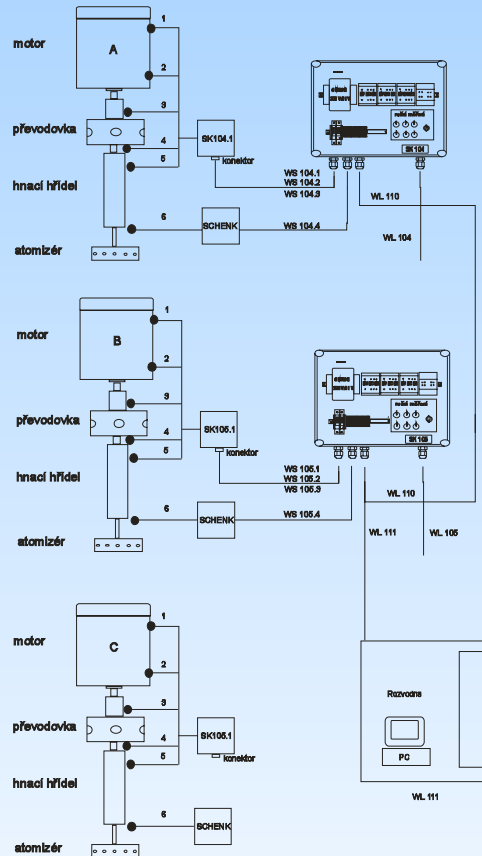 1
motor
A
2
3
převodovka
SK104.1
4
konektor
5
hnací hřídel
WS 104.1
WS 104.2
WS 104.3
WL 110
SK 104
6
SCHENK
WS 104.4
WL 104
atomizér
1
motor
B
2
3
převodovka
SK105.1
4
konektor
5
hnací hřídel
WS 105.1
WS 105.2
WS 105.3
WL 110
SK 105
6
SCHENK
WS 105.4
WL 111
WL 105
atomizér
1
motor
C
2
3
převodovka
SK105.1
4
konektor
5
hnací hřídel
6
SCHENK
atomizér
Rozvodna
PC
WL 111